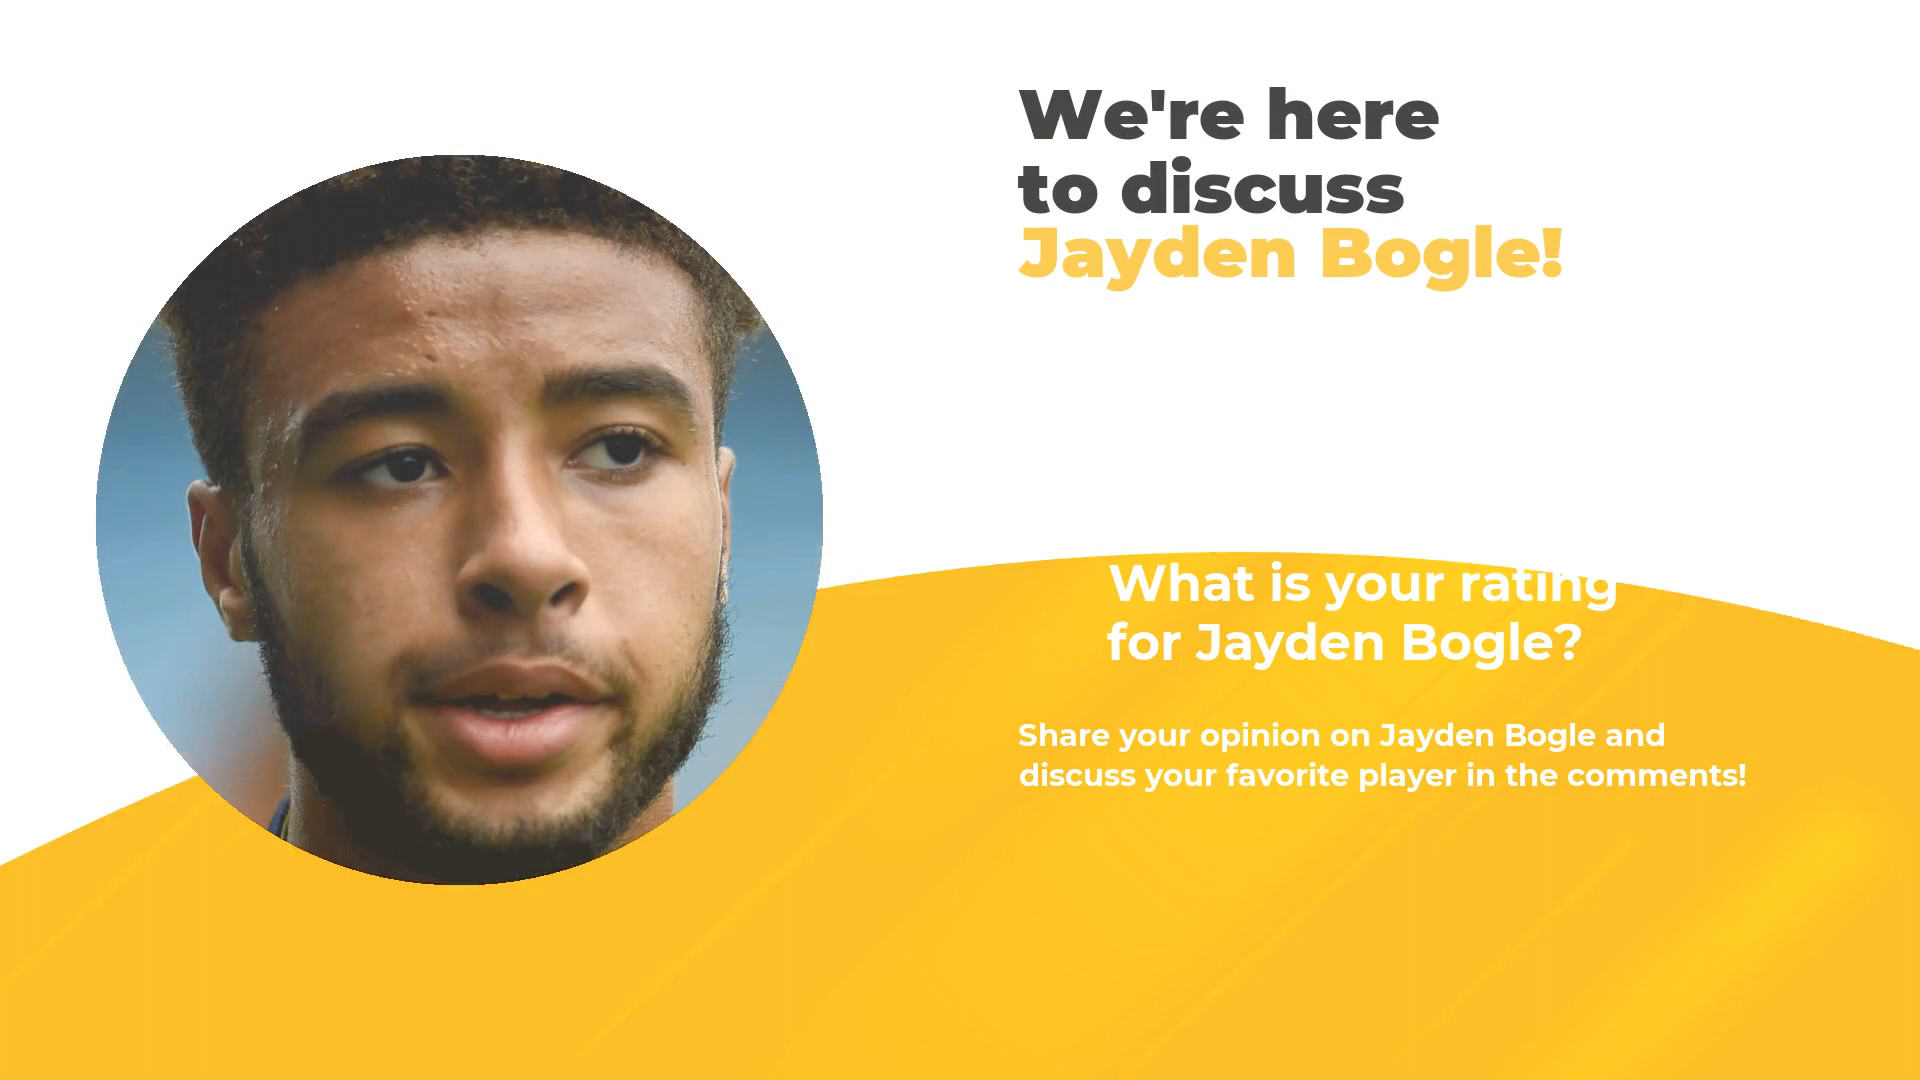 We're here
to discuss
Jayden Bogle!
What is your rating
for Jayden Bogle?
Share your opinion on Jayden Bogle and
discuss your favorite player in the comments!